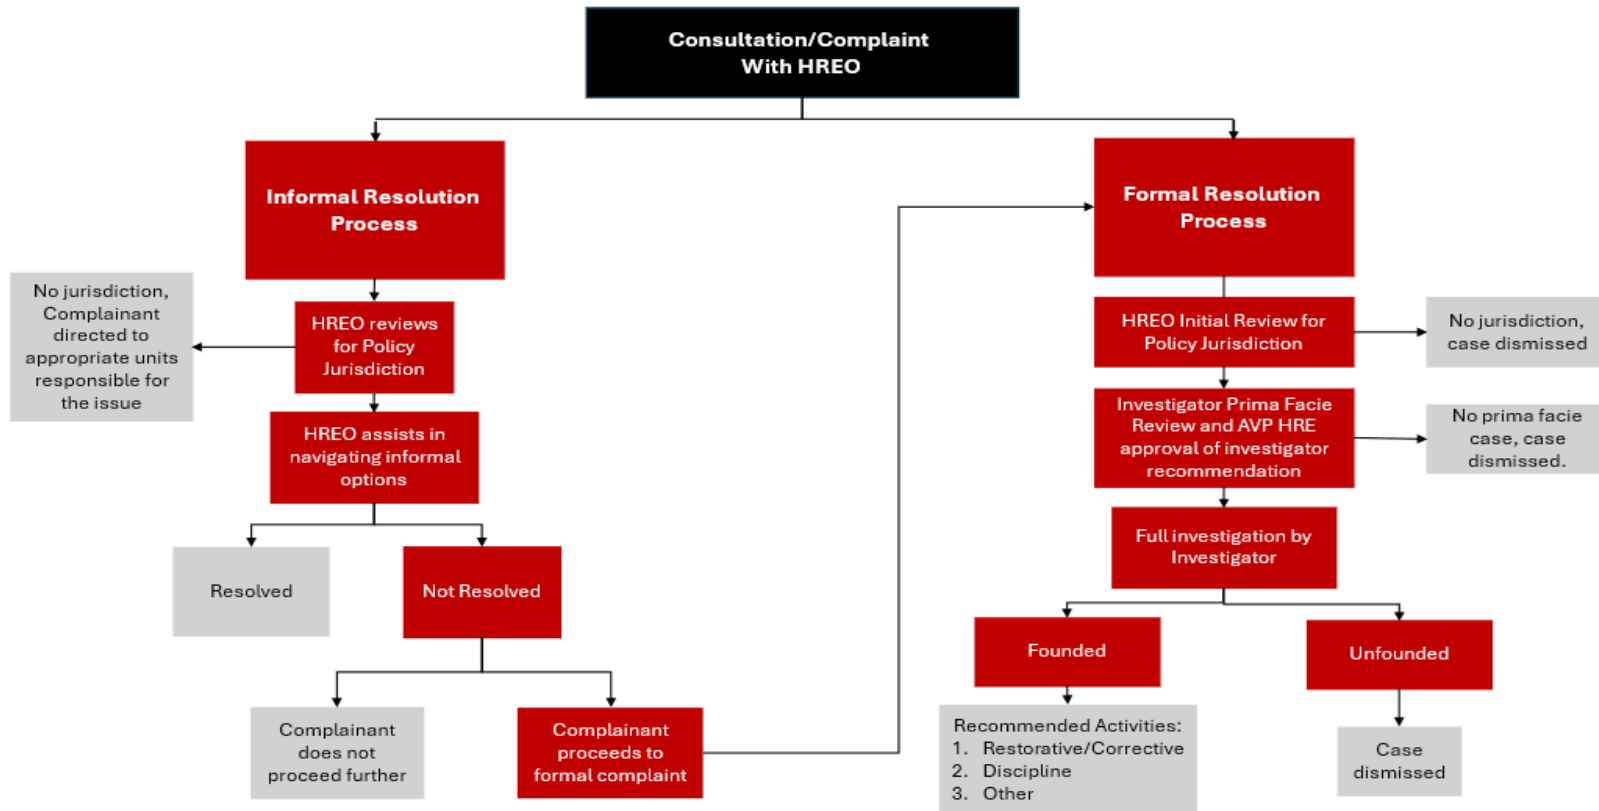 Consultation/Complaint
With HREO
Informal Resolution
Process
Formal Resolution
Process
No jurisdiction,
Complainant
directed to
appropriate units
responsible for
the issue
HREO reviews
for Policy
Jurisdiction
HREO Initial Review for
Policy Jurisdiction
No jurisdiction,
case dismissed
HREO assists in
navigating informal
options
Investigator Prima Facie
Review and AVP HRE
approval of investigator
recommendation
No prima facie
case, case
dismissed.
Resolved
Not Resolved
Full investigation by
Investigator
Founded
Unfounded
Complainant
does not
proceed further
Complainant
proceeds to
formal complaint
Recommended Activities:
1. Restorative/Corrective
2. Discipline
3. Other
Case
dismissed